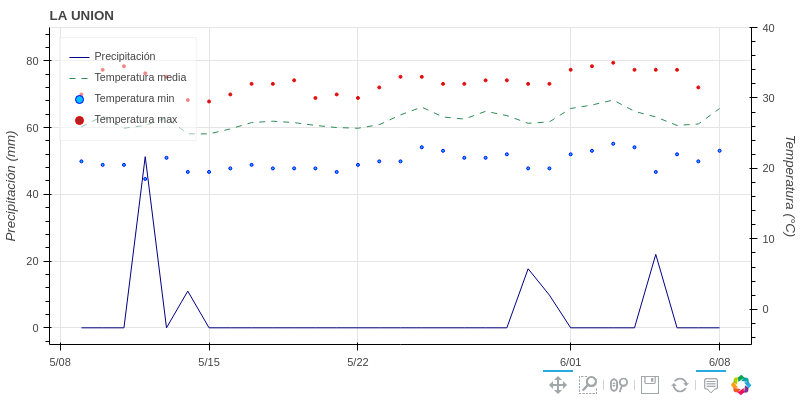 LA UNION
Precipitación
Temperatura media
Temperatura min
Temperatura max
80
60
40
20
0
40
30
20
10
0
Precipitación (mm)
Temperatura (°C)
5/08 5/15 5/22 6/01 6/08